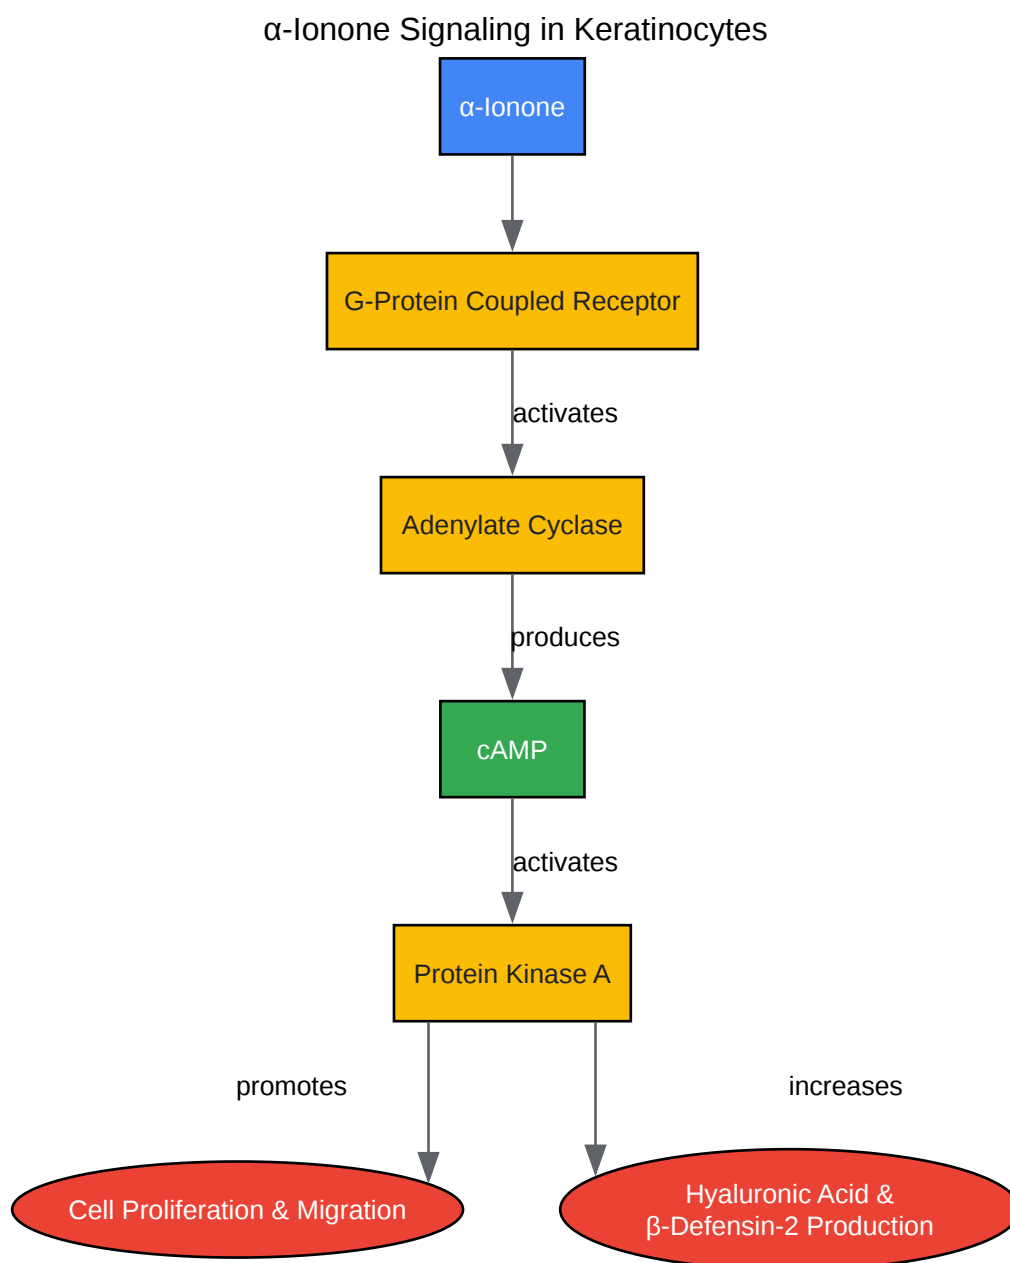 α-Ionone Signaling in Keratinocytes
α-Ionone
G-Protein Coupled Receptor
activates
Adenylate Cyclase
produces
cAMP
activates
Protein Kinase A
promotes
increases
Cell Proliferation & Migration
Hyaluronic Acid &
β-Defensin-2 Production